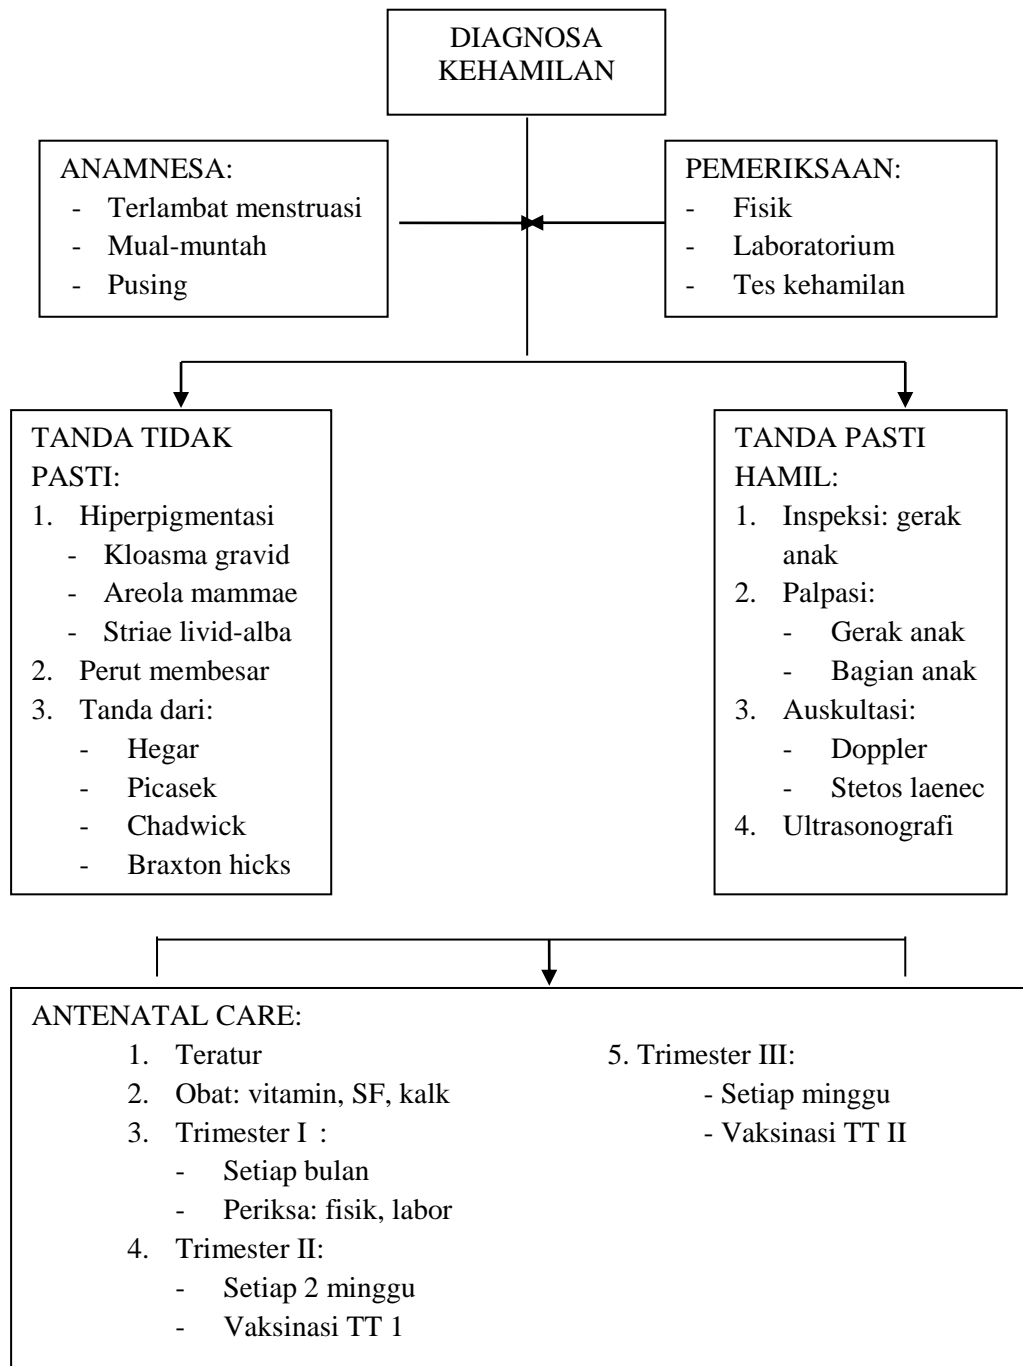 DIAGNOSA
KEHAMILAN
ANAMNESA:
- Terlambat menstruasi
- Mual-muntah
- Pusing
PEMERIKSAAN:
- Fisik
- Laboratorium
- Tes kehamilan
TANDA TIDAK
PASTI:
1. Hiperpigmentasi
- Kloasma gravid
- Areola mammae
- Striae livid-alba
2. Perut membesar
3. Tanda dari:
- Hegar
- Picasek
- Chadwick
- Braxton hicks
TANDA PASTI
HAMIL:
1. Inspeksi: gerak
anak
2. Palpasi:
- Gerak anak
- Bagian anak
3. Auskultasi:
- Doppler
- Stetos laenec
4. Ultrasonografi
ANTENATAL CARE:
1. Teratur
2. Obat: vitamin, SF, kalk
3. Trimester I :
- Setiap bulan
- Periksa: fisik, labor
4. Trimester II:
- Setiap 2 minggu
- Vaksinasi TT 1
5. Trimester III:
- Setiap minggu
- Vaksinasi TT II